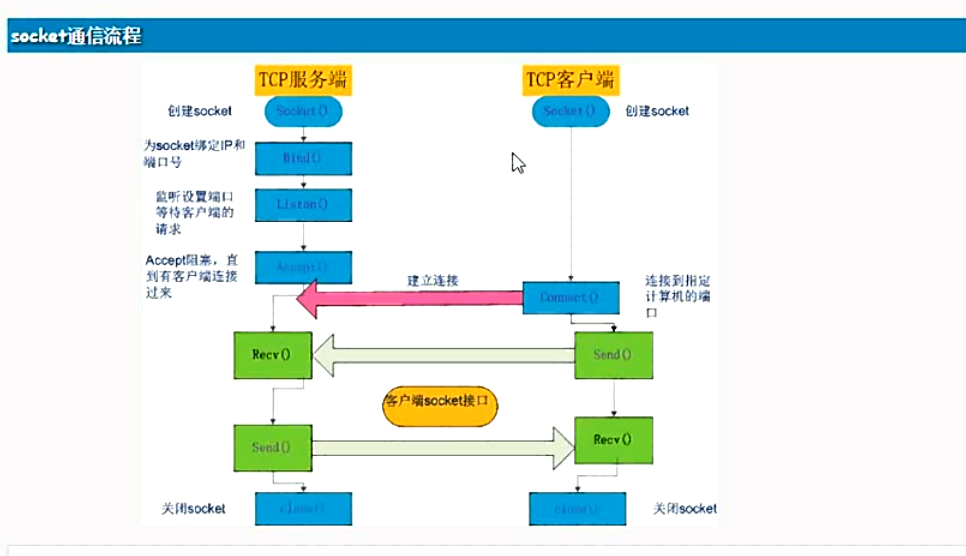 socket通信流程
TCP服务端
TCP客户端
创建socket
Socket()
Socket()
创建socket
为socket绑定IP和
端口号
Bind()
监听设置端口
等待客户端的
请求
Listen()
Accept阻塞，直
到有客户端连接
过来
Accept()
建立连接
Connect()
连接到指定
计算机的端
口
Recv()
Send()
客户端socket接口
Send()
Recv()
关闭socket
close()
close()
关闭socket